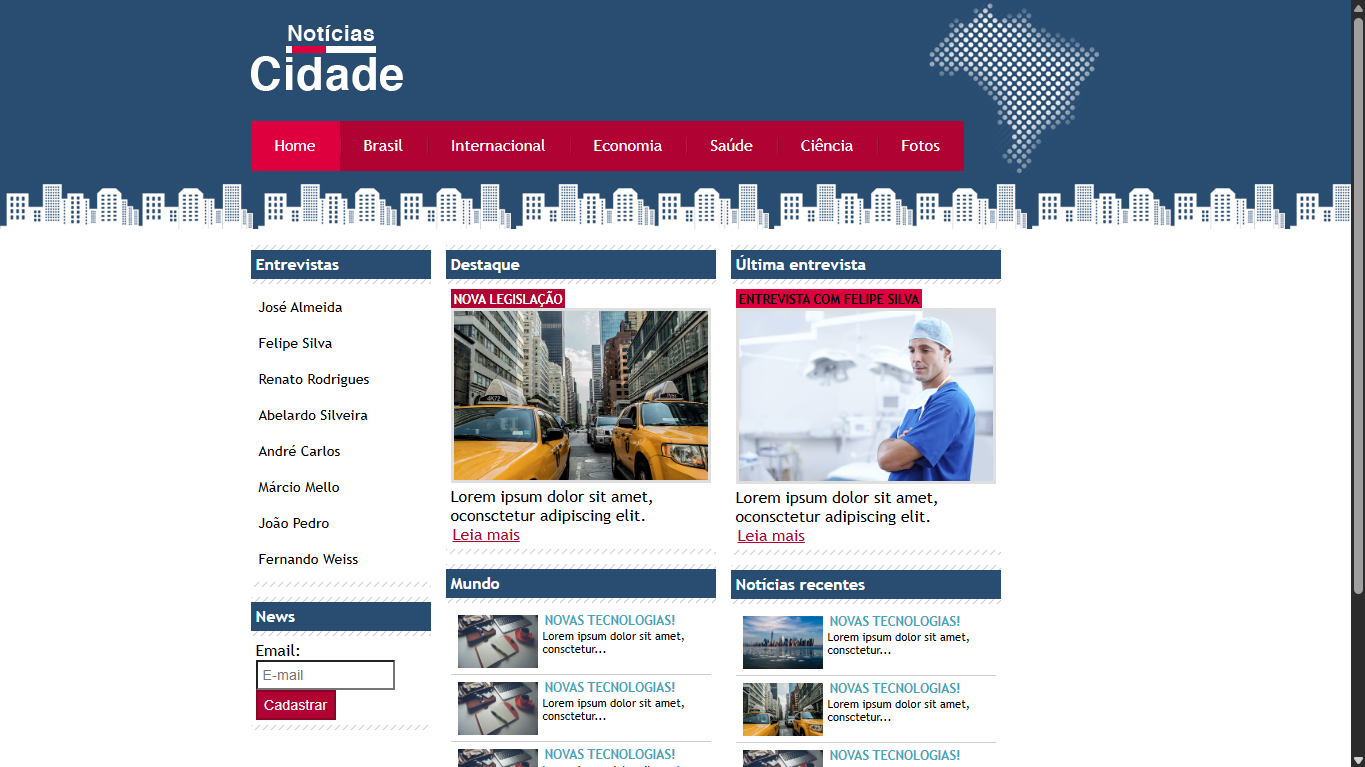 Notícias
Cidade
Home Brasil Internacional Economia Saúde Ciência Fotos
Entrevistas
José Almeida
Felipe Silva
Renato Rodrigues
Abelardo Silveira
André Carlos
Márcio Mello
João Pedro
Fernando Weiss
News
Email:
E-mail
Cadastrar
Destaque
NOVA LEGISLAÇÃO
Lorem ipsum dolor sit amet,
oconsctetur adipiscing elit.
Leia mais
Mundo
NOVAS TECNOLOGIAS!
Lorem ipsum dolor sit amet,
consctetur...
NOVAS TECNOLOGIAS!
Lorem ipsum dolor sit amet,
consctetur...
NOVAS TECNOLOGIAS!
Última entrevista
ENTREVISTA COM FELIPE SILVA
Lorem ipsum dolor sit amet,
oconsctetur adipiscing elit.
Leia mais
Notícias recentes
NOVAS TECNOLOGIAS!
Lorem ipsum dolor sit amet,
consctetur...
NOVAS TECNOLOGIAS!
Lorem ipsum dolor sit amet,
consctetur...
NOVAS TECNOLOGIAS!